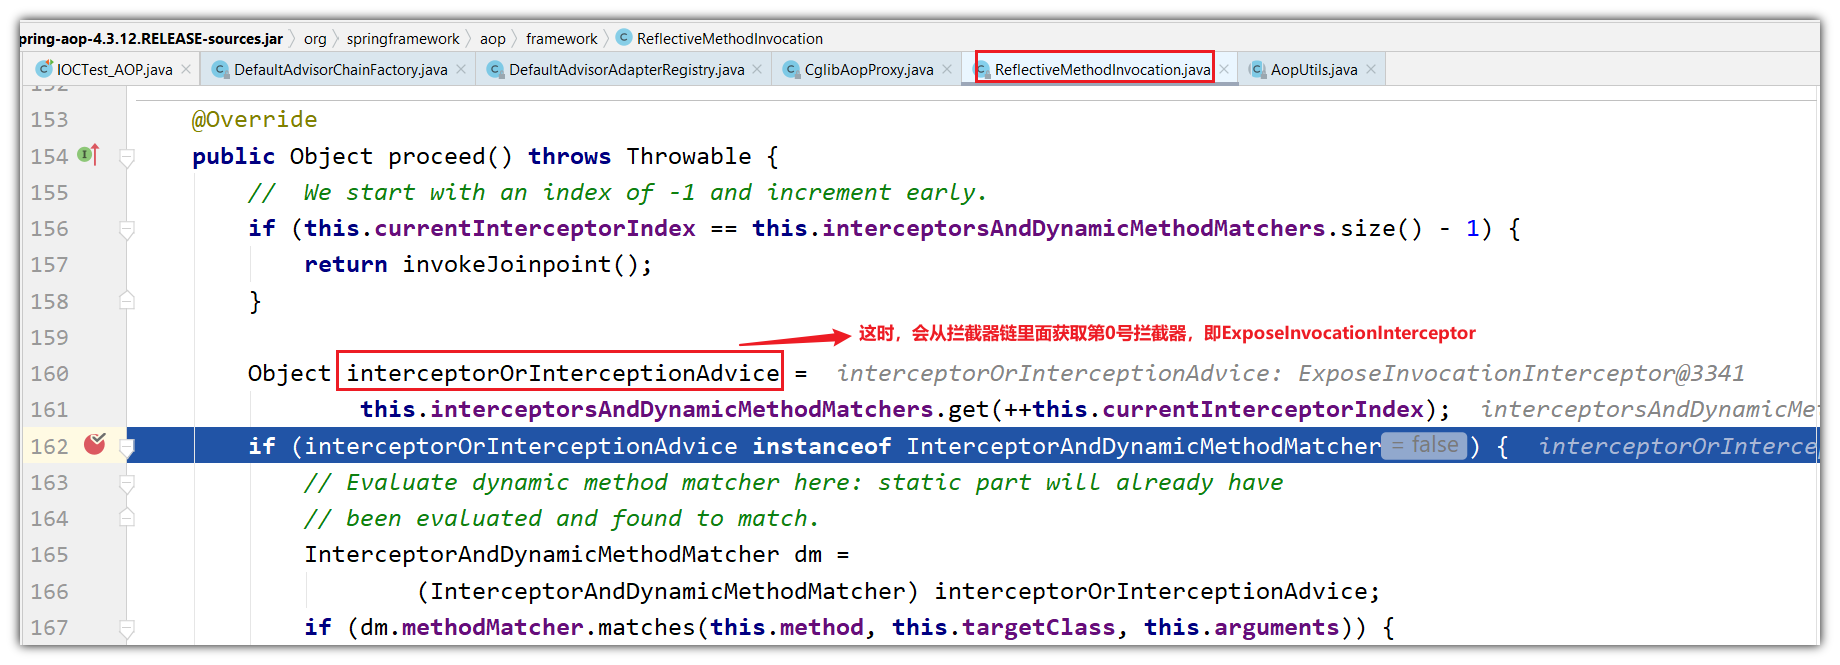 pring-aop-4.3.12.RELEASE-sources.jar org springframework aop framework ReflectiveMethodInvocation
IOCTest_AOP.java DefaultAdvisorChainFactory.java DefaultAdvisorAdapterRegistry.java CglibAopProxy.java ReflectiveMethodInvocation.java AopUtils.java
152
153 @Override
154 public Object proceed() throws Throwable {
155 // We start with an index of -1 and increment early.
156 if (this.currentInterceptorIndex == this.interceptorsAndDynamicMethodMatchers.size() - 1) {
157 return invokeJoinpoint();
158 }
159
这时，会从拦截器链里面获取第0号拦截器，即ExposeInvocationInterceptor
160 Object interceptorOrInterceptionAdvice = interceptorOrInterceptionAdvice: ExposeInvocationInterceptor@3341
161 this.interceptorsAndDynamicMethodMatchers.get(++this.currentInterceptorIndex); interceptorsAndDynamicMe
162 if (interceptorOrInterceptionAdvice instanceof InterceptorAndDynamicMethodMatcher = false ) { interceptorOrInterce
163 // Evaluate dynamic method matcher here: static part will already have
164 // been evaluated and found to match.
165 InterceptorAndDynamicMethodMatcher dm =
166 (InterceptorAndDynamicMethodMatcher) interceptorOrInterceptionAdvice;
167 if (dm.methodMatcher.matches(this.method, this.targetClass, this.arguments)) {